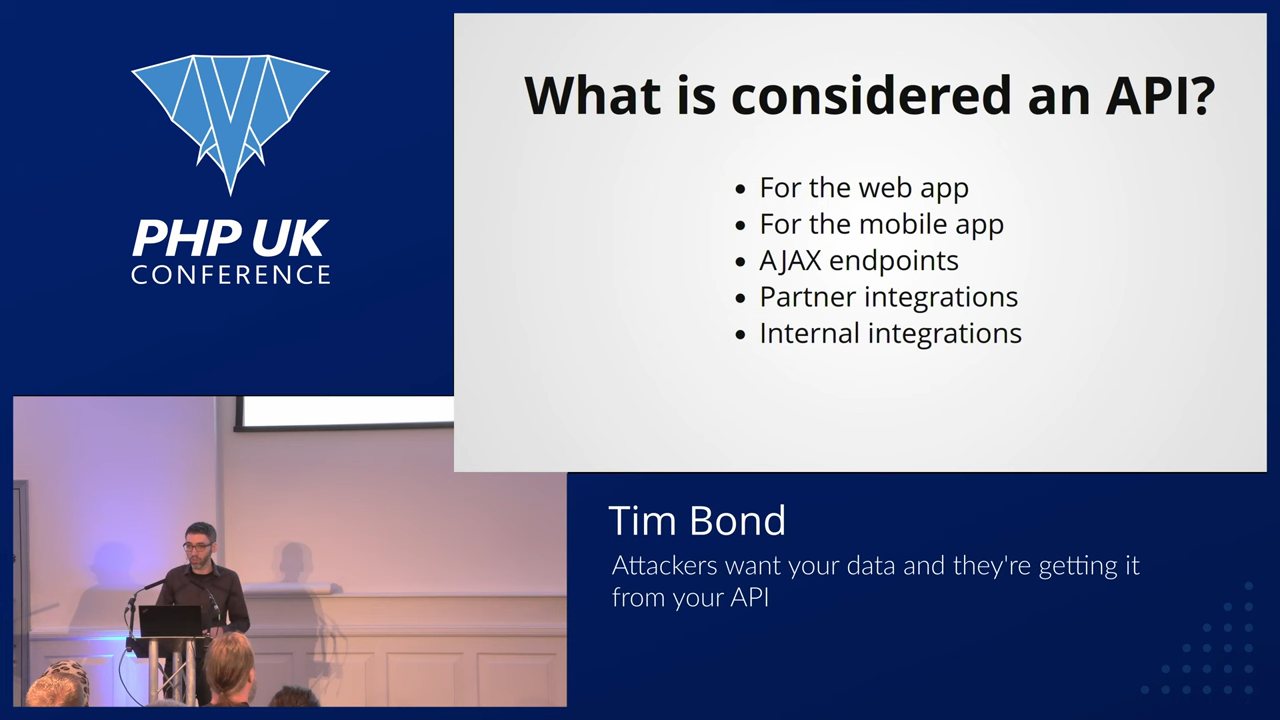 PHP UK
CONFERENCE
What is considered an API?
• For the web app
• For the mobile app
• AJAX endpoints
• Partner integrations
• Internal integrations
Tim Bond
Attackers want your data and they're getting it
from your API